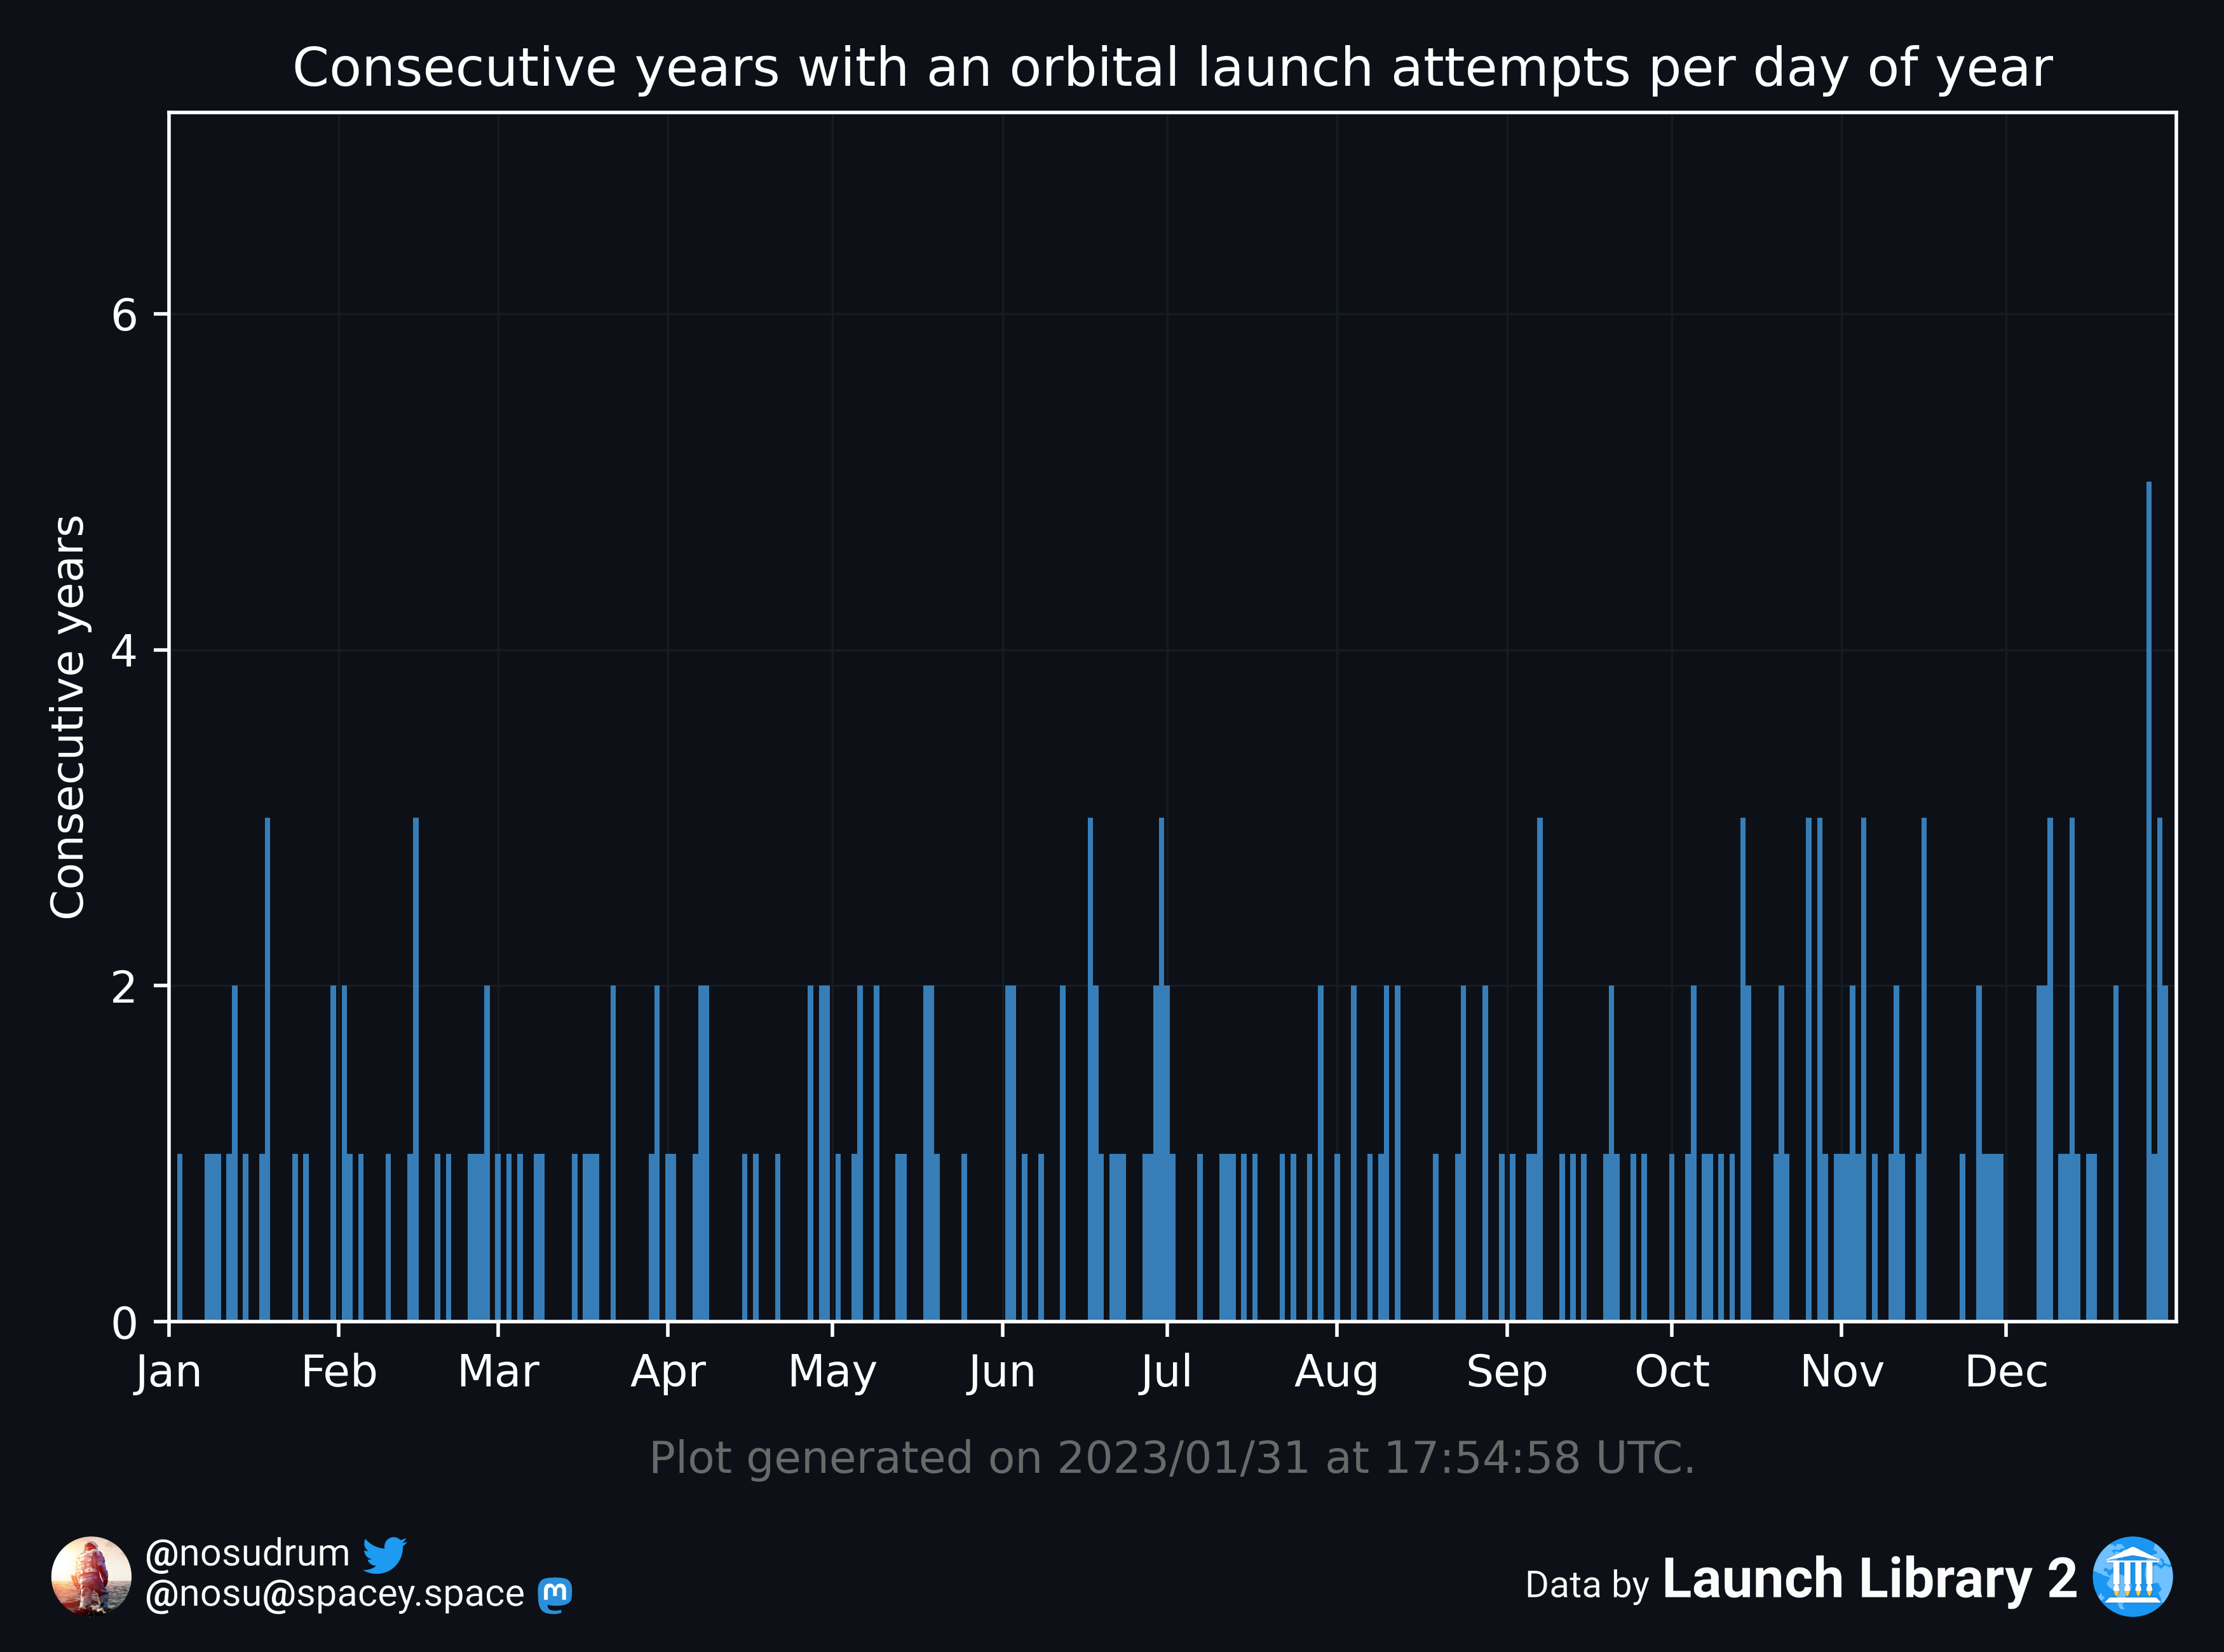 Consecutive years with an orbital launch attempts per day of year
Consecutive years
6
4
2
0
Jan Feb Mar Apr May Jun Jul Aug Sep Oct Nov Dec
Plot generated on 2023/01/31 at 17:54:58 UTC.
@nosudrum
@nosu@spacey.space
Data by Launch Library 2